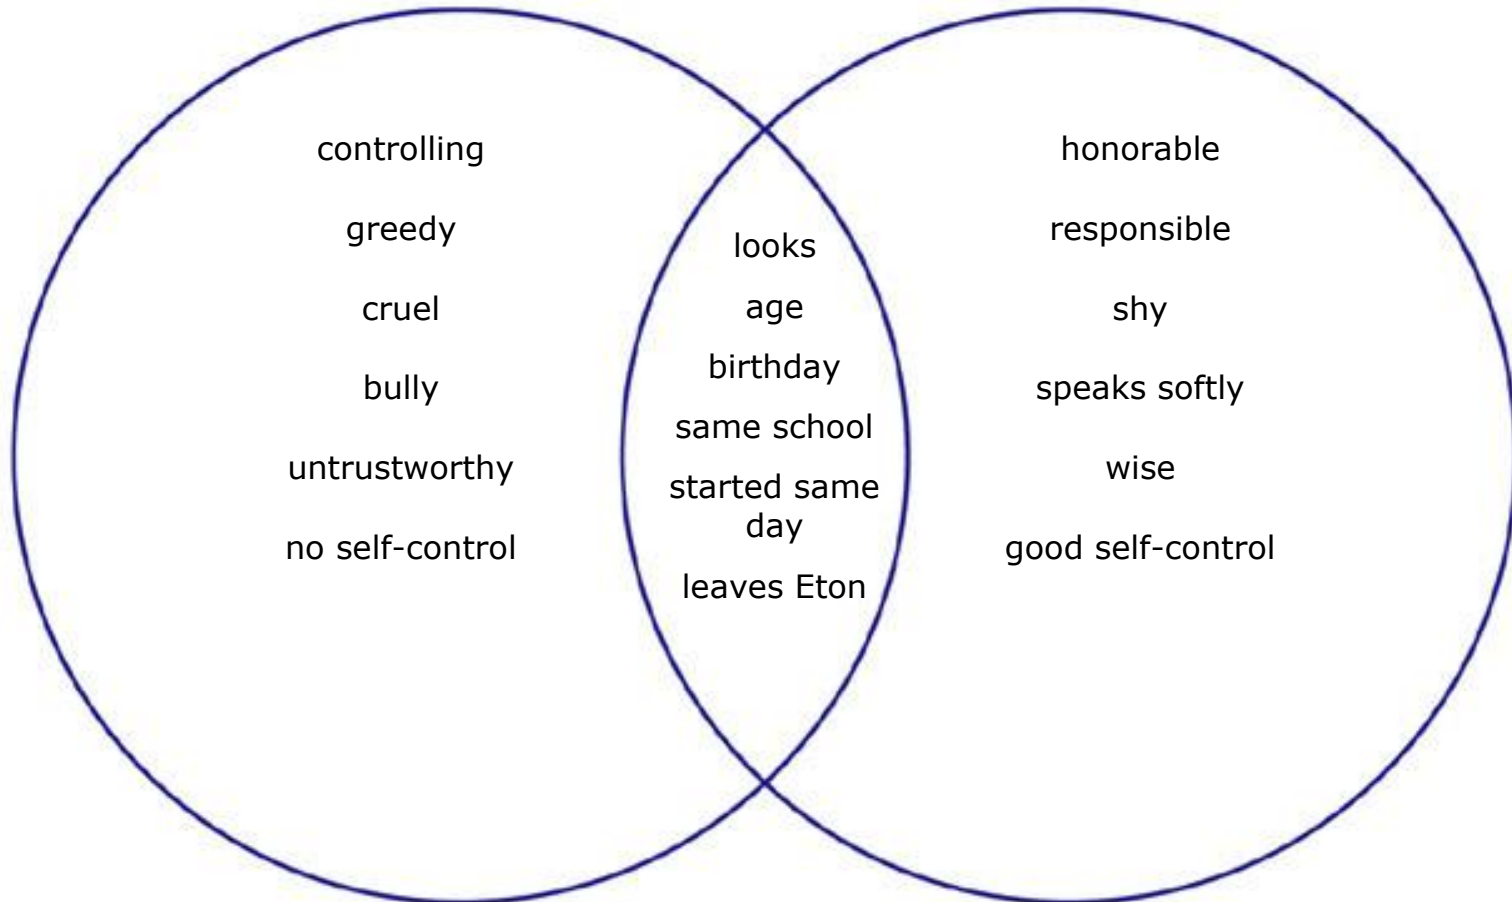 controlling
greedy
cruel
bully
untrustworthy
no self-control
looks
age
birthday
same school
started same
day
leaves Eton
honorable
responsible
shy
speaks softly
wise
good self-control